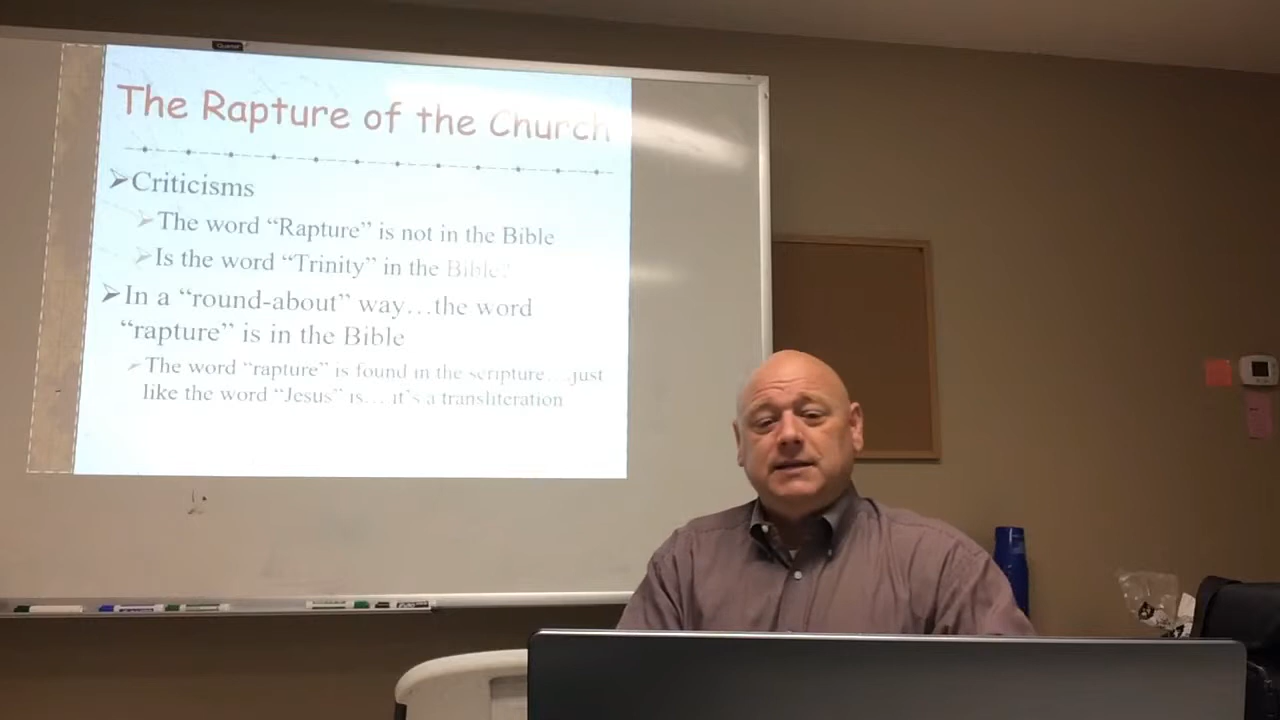 Quartet
The Rapture of the Church
Criticisms
The word “Rapture” is not in the Bible
Is the word “Trinity” in the Bible?
In a “round-about” way…the word
“rapture” is in the Bible
The word “rapture” is found in the scripture…just
like the word “Jesus” is… it’s a transliteration